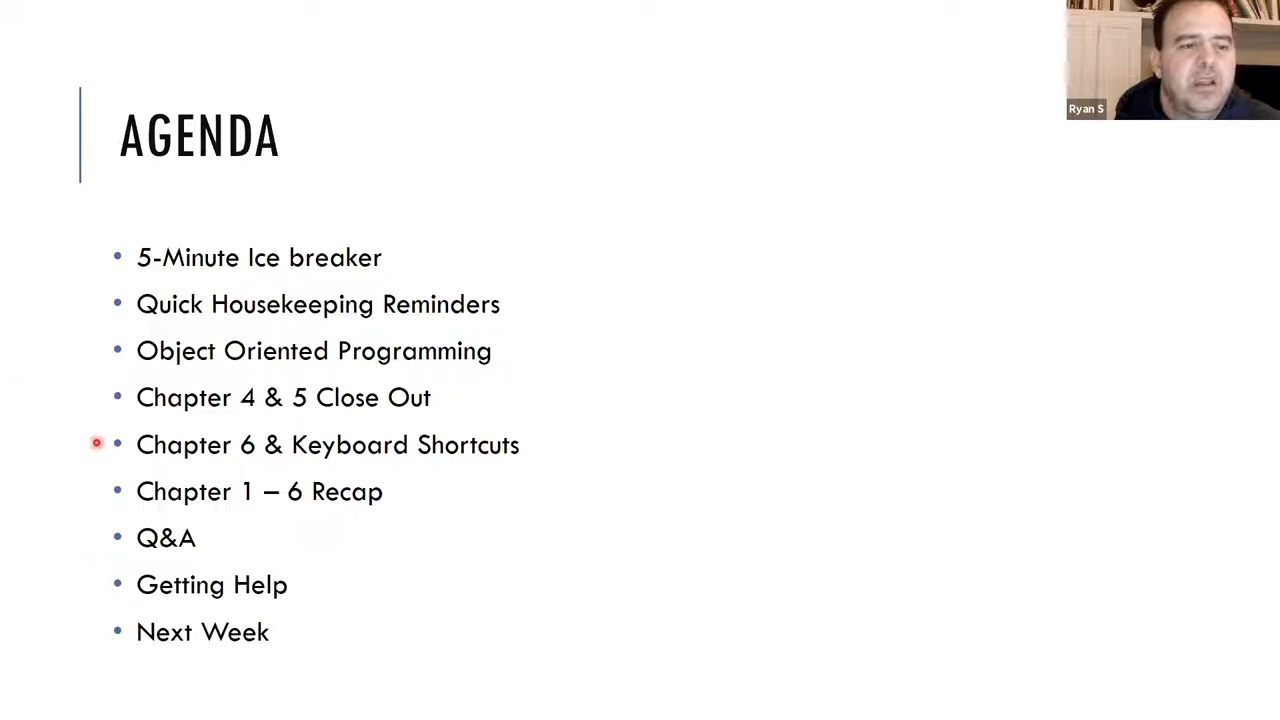 AGENDA
Ryan S
• 5-Minute Ice breaker
• Quick Housekeeping Reminders
• Object Oriented Programming
• Chapter 4 & 5 Close Out
• Chapter 6 & Keyboard Shortcuts
• Chapter 1 – 6 Recap
• Q&A
• Getting Help
• Next Week